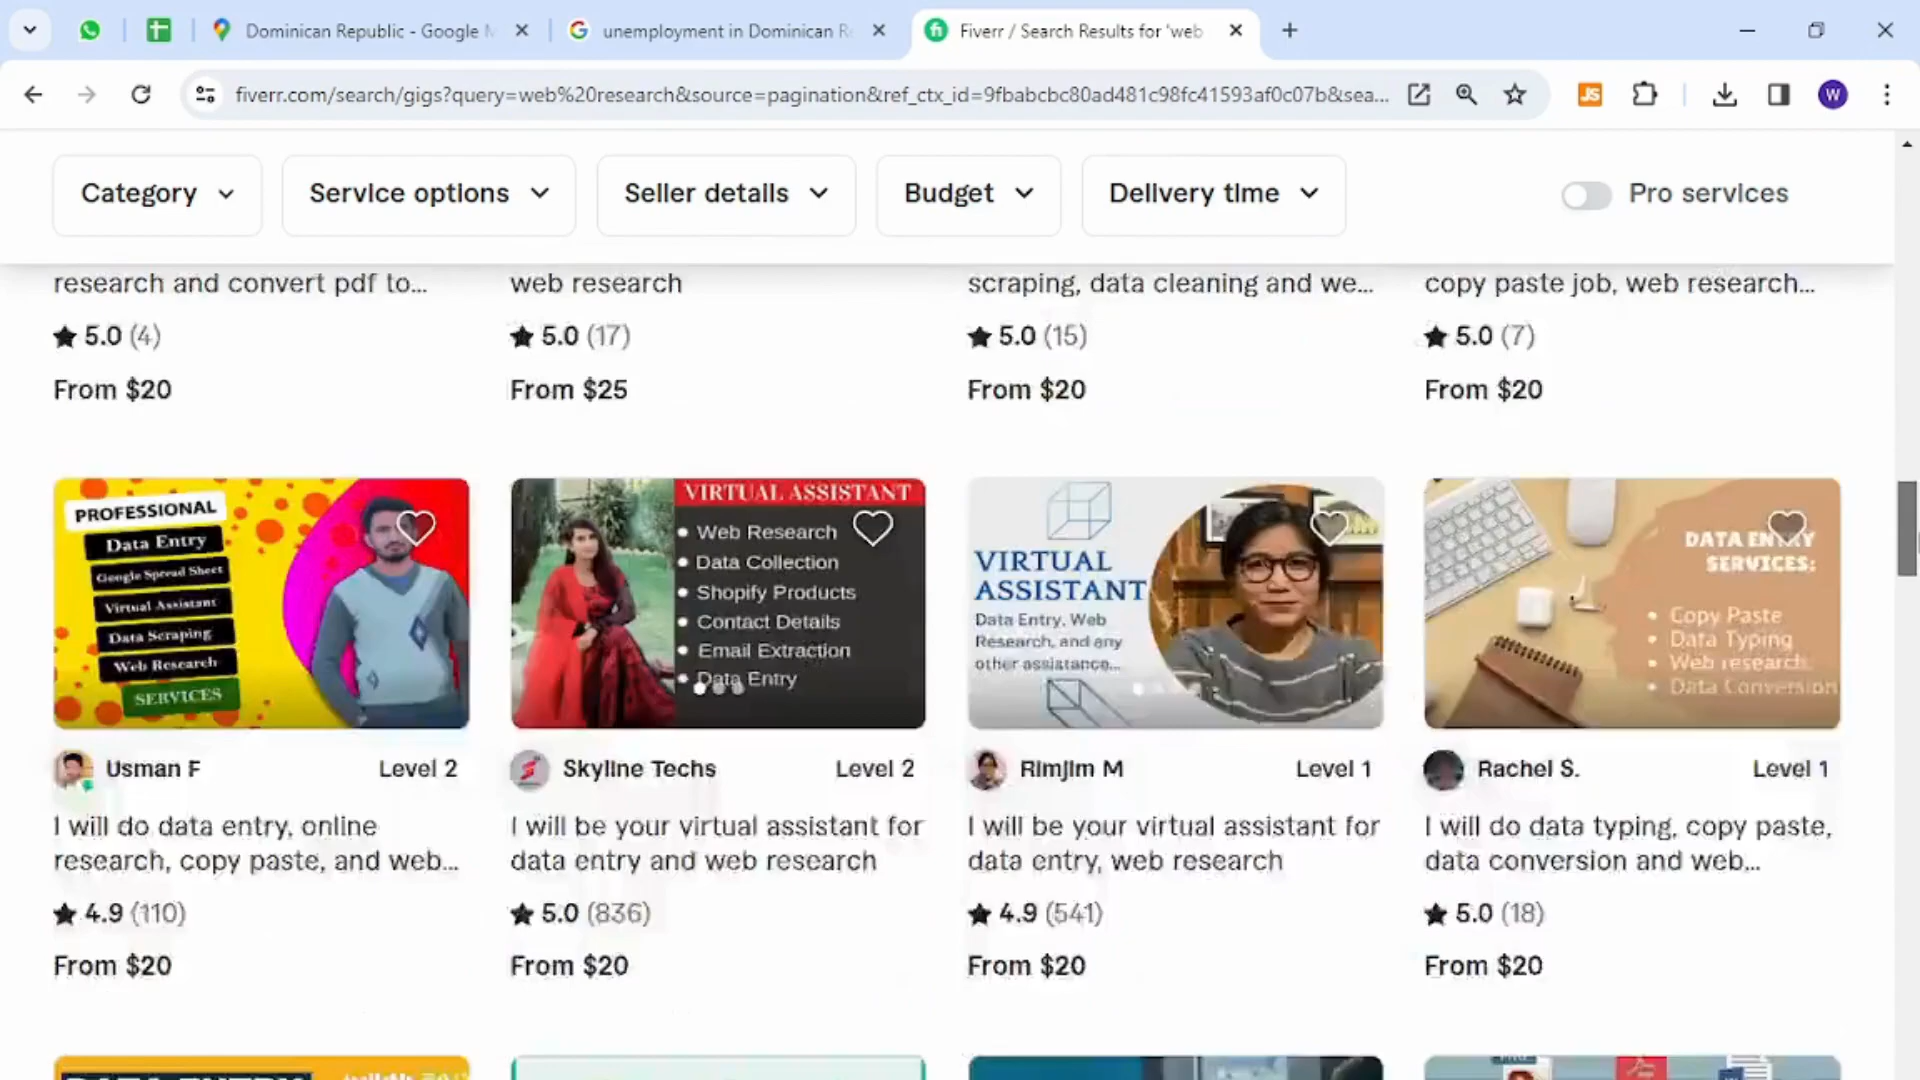 Dominican Republic - Google M
unemployment in Dominican R
Fiverr / Search Results for 'web
fiverr.com/search/gigs?query=web%20research&source=pagination&ref_ctx_id=9fbabcbc80ad481c98fc41593af0c07b&sea...
JS
W
Category
Service options
Seller details
Budget
Delivery time
Pro services
research and convert pdf to...
web research
scraping, data cleaning and we...
copy paste job, web research...
5.0 (4)
5.0 (17)
5.0 (15)
5.0 (7)
From $20
From $25
From $20
From $20
PROFESSIONAL
Data Entry
Google Spread Sheet
Virtual Assistant
Data Scraping
Web Research
SERVICES
VIRTUAL ASSISTANT
Web Research
Data Collection
Shopify Products
Contact Details
Email Extraction
Data Entry
VIRTUAL
ASSISTANT
Data Entry, Web
Research, and any
other assistance...
DATA ENTRY
SERVICES:
Copy Paste
Data Typing
Web research
Data Conversion
Usman F
Level 2
Skyline Techs
Level 2
Rimjim M
Level 1
Rachel S.
Level 1
I will do data entry, online
research, copy paste, and web...
I will be your virtual assistant for
data entry and web research
I will be your virtual assistant for
data entry, web research
I will do data typing, copy paste,
data conversion and web...
4.9 (110)
5.0 (836)
4.9 (541)
5.0 (18)
From $20
From $20
From $20
From $20